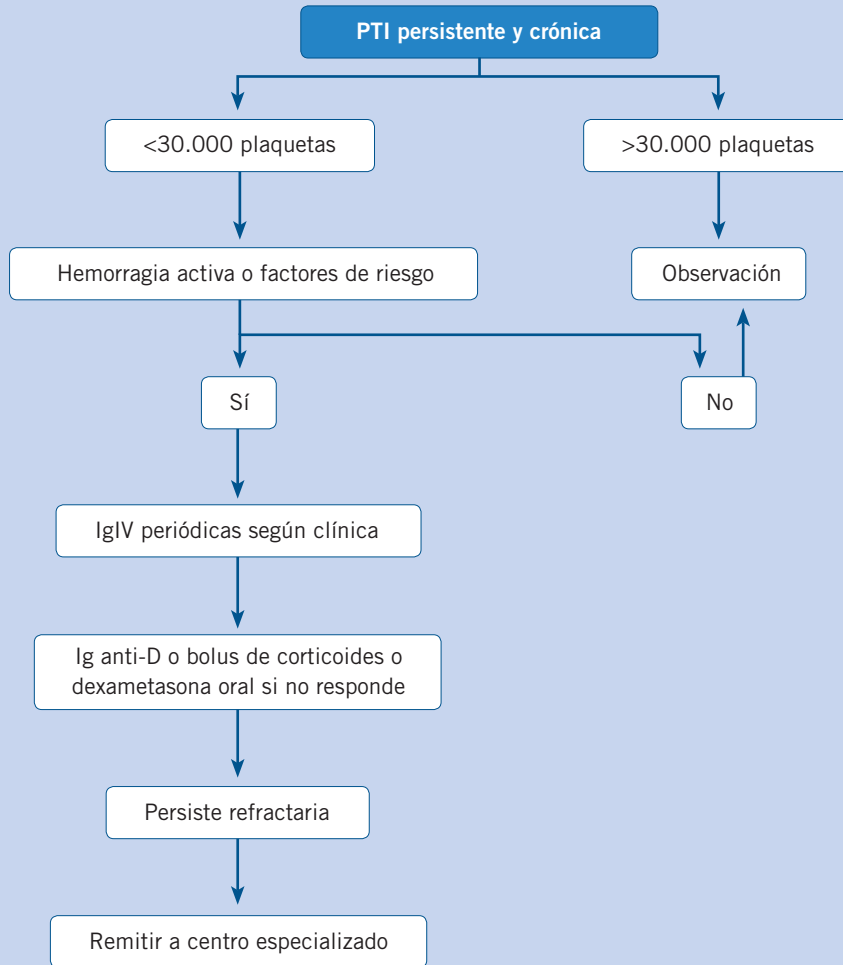 PTI persistente y crónica
<30.000 plaquetas
>30.000 plaquetas
Hemorragia activa o factores de riesgo
Observación
Sí
No
IgIV periódicas según clínica
Ig anti-D o bolus de corticoides o
dexametasona oral si no responde
Persiste refractaria
Remitir a centro especializado